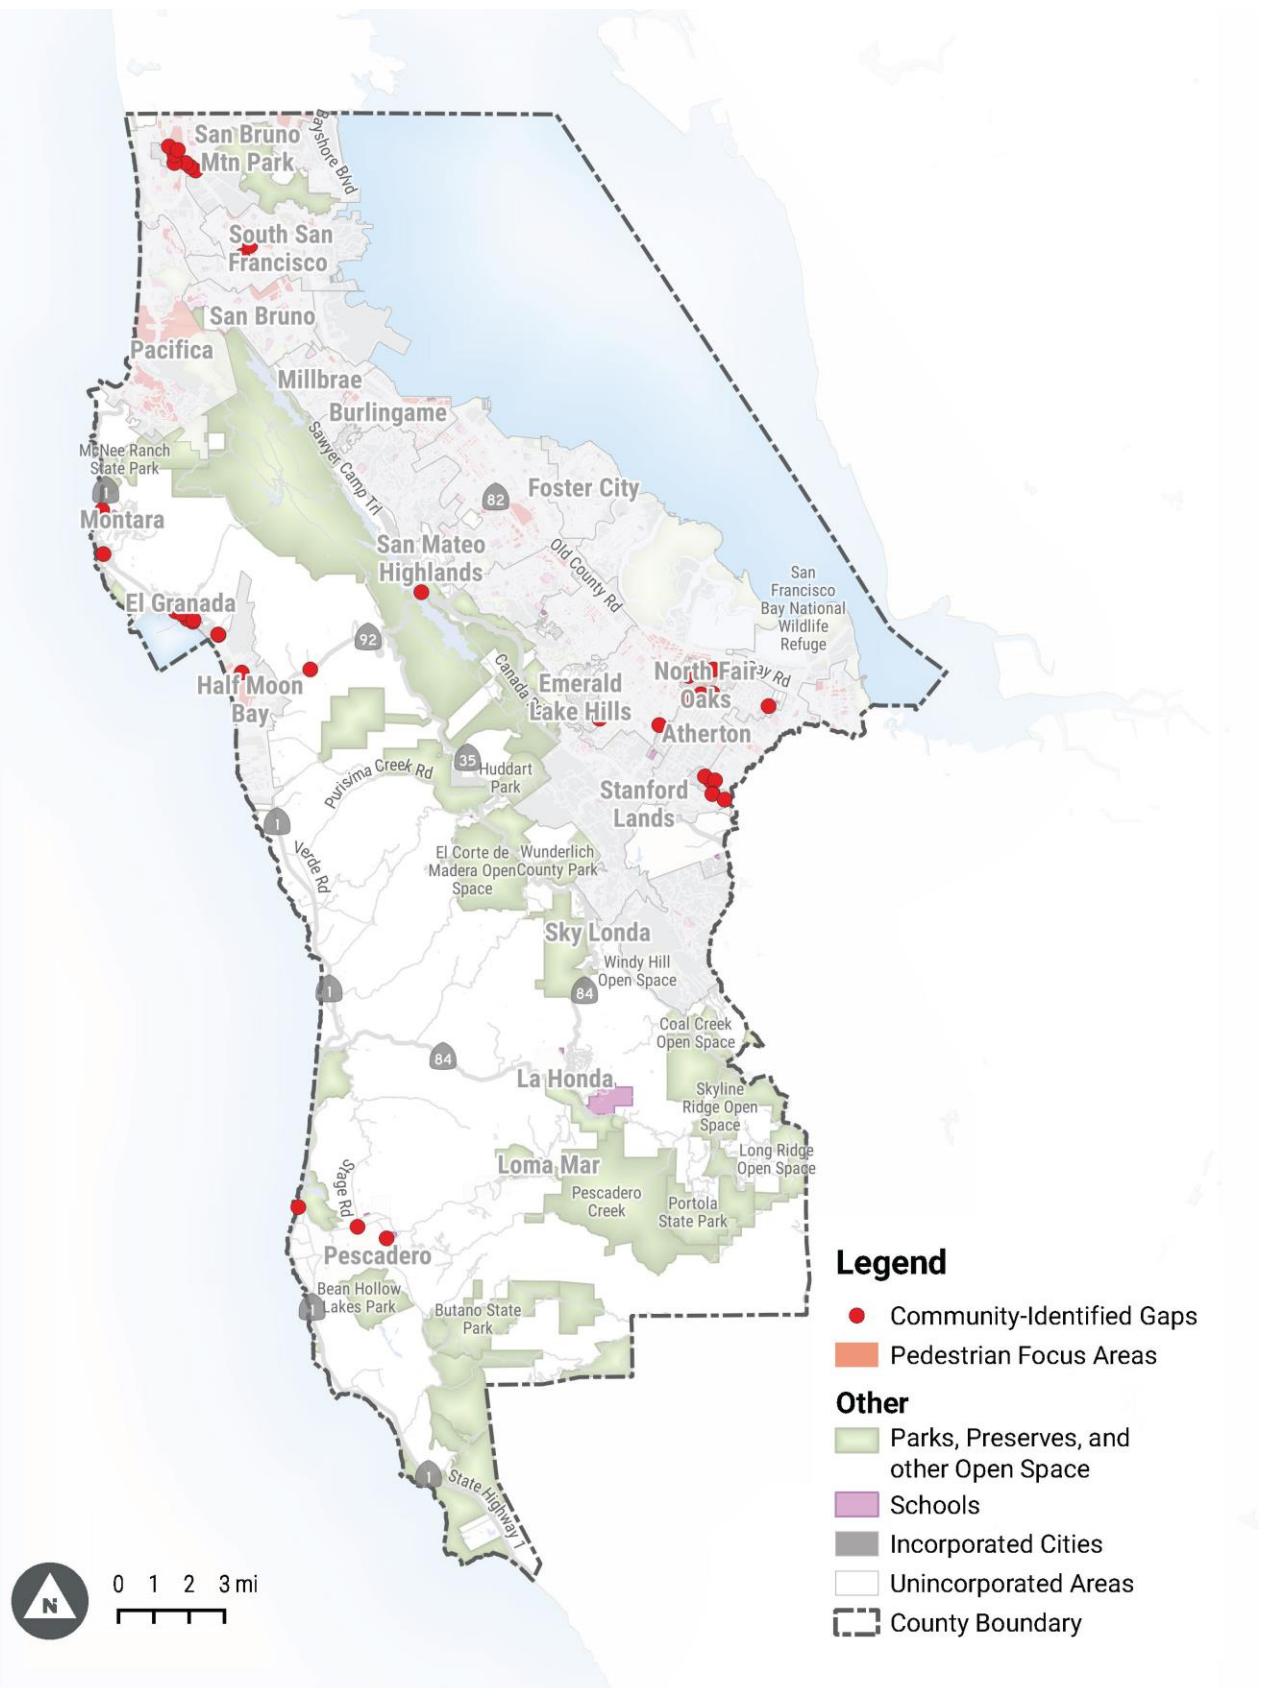 San Bruno
Mtn Park
Bayshore Blvd
South San
Francisco
San Bruno
Pacifica
Millbrae
Burlingame
McNee Ranch
State Park
Sawyer Camp Trl
1
82
Foster City
Montara
San Mateo
Highlands
Old County Rd
San
Francisco
Bay National
Wildlife
Refuge
El Granada
92
Canada
North Fair
Oaks
Bay Rd
Half Moon
Bay
Emerald
Lake Hills
Atherton
35
Huddart
Park
Purisima Creek Rd
Stanford
Lands
1
Verde Rd
El Corte de
Madera Open
Space
Wunderlich
County Park
Sky Londa
Windy Hill
Open Space
1
84
Coal Creek
Open Space
84
La Honda
Skyline
Ridge Open
Space
Long Ridge
Open Space
Loma Mar
Stage Rd
Pescadero
Creek
Portola
State Park
Pescadero
Bean Hollow
Lakes Park
1
Butano State
Park
1
State Highway 1
Legend
Community-Identified Gaps
Pedestrian Focus Areas
Other
Parks, Preserves, and
other Open Space
Schools
Incorporated Cities
Unincorporated Areas
County Boundary
N
0 1 2 3 mi